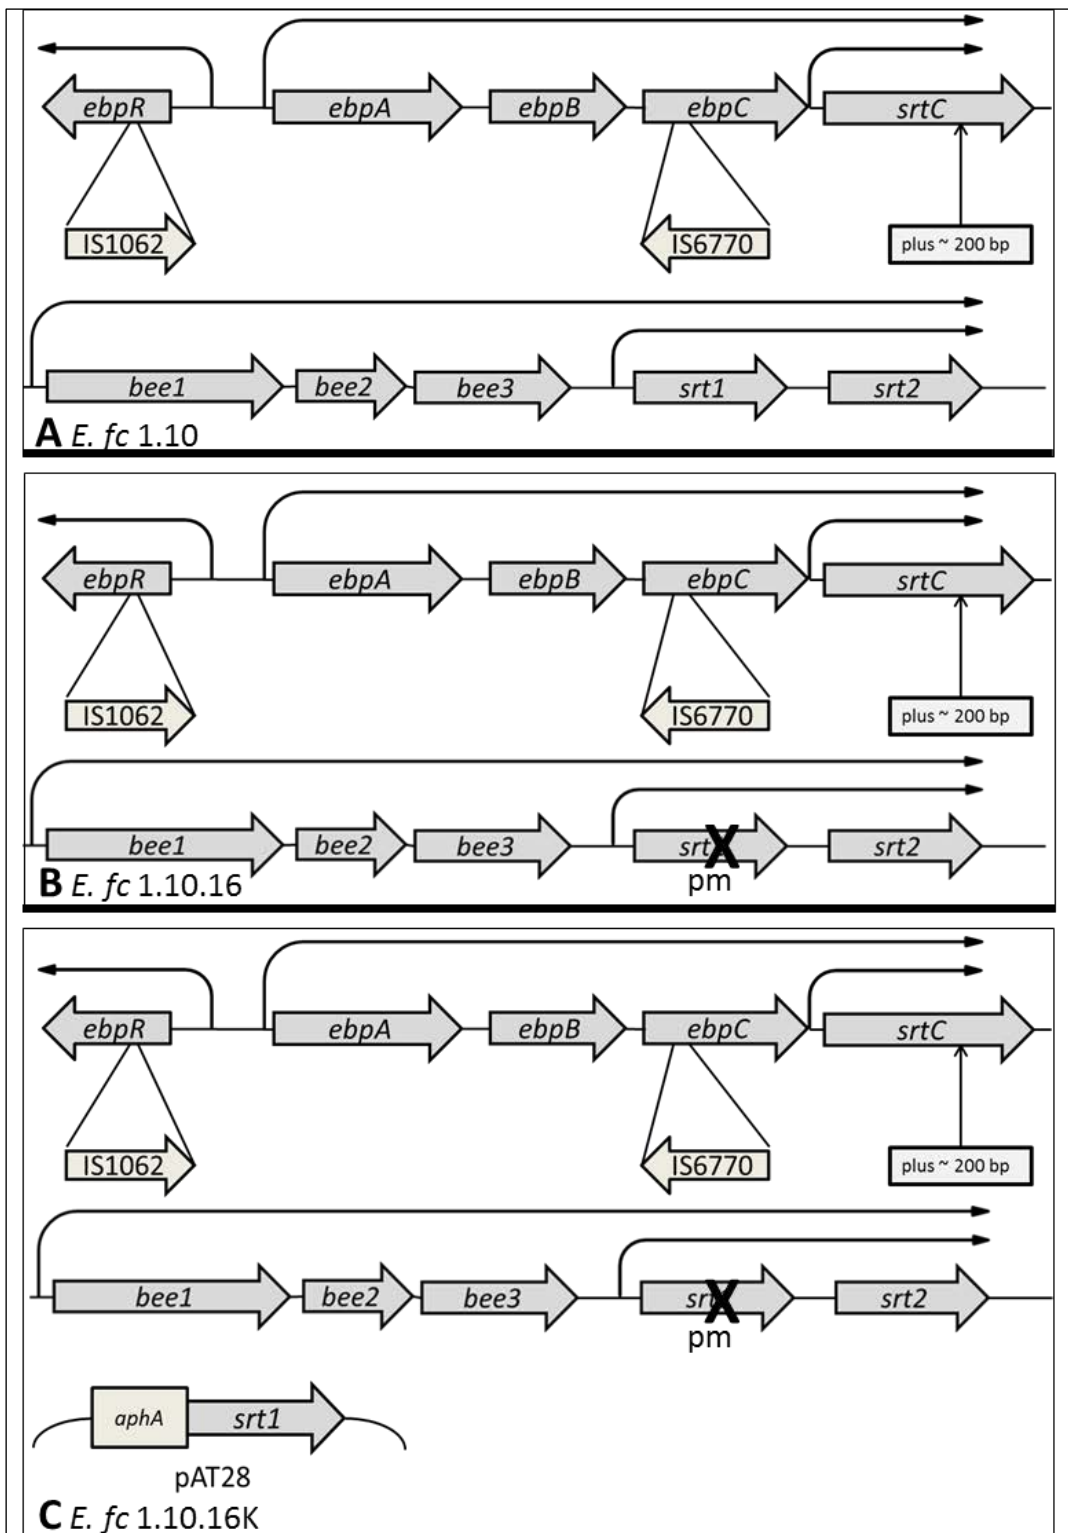 ebpR ebpA ebpB ebpC srtC
IS1062 IS6770 plus ~ 200 bp
bee1 bee2 bee3 srt1 srt2
A E. fc 1.10
ebpR ebpA ebpB ebpC srtC
IS1062 IS6770 plus ~ 200 bp
bee1 bee2 bee3 srt X srt2
B E. fc 1.10.16 pm
ebpR ebpA ebpB ebpC srtC
IS1062 IS6770 plus ~ 200 bp
bee1 bee2 bee3 srt X srt2
pm
aphA srt1
pAT28
C E. fc 1.10.16K